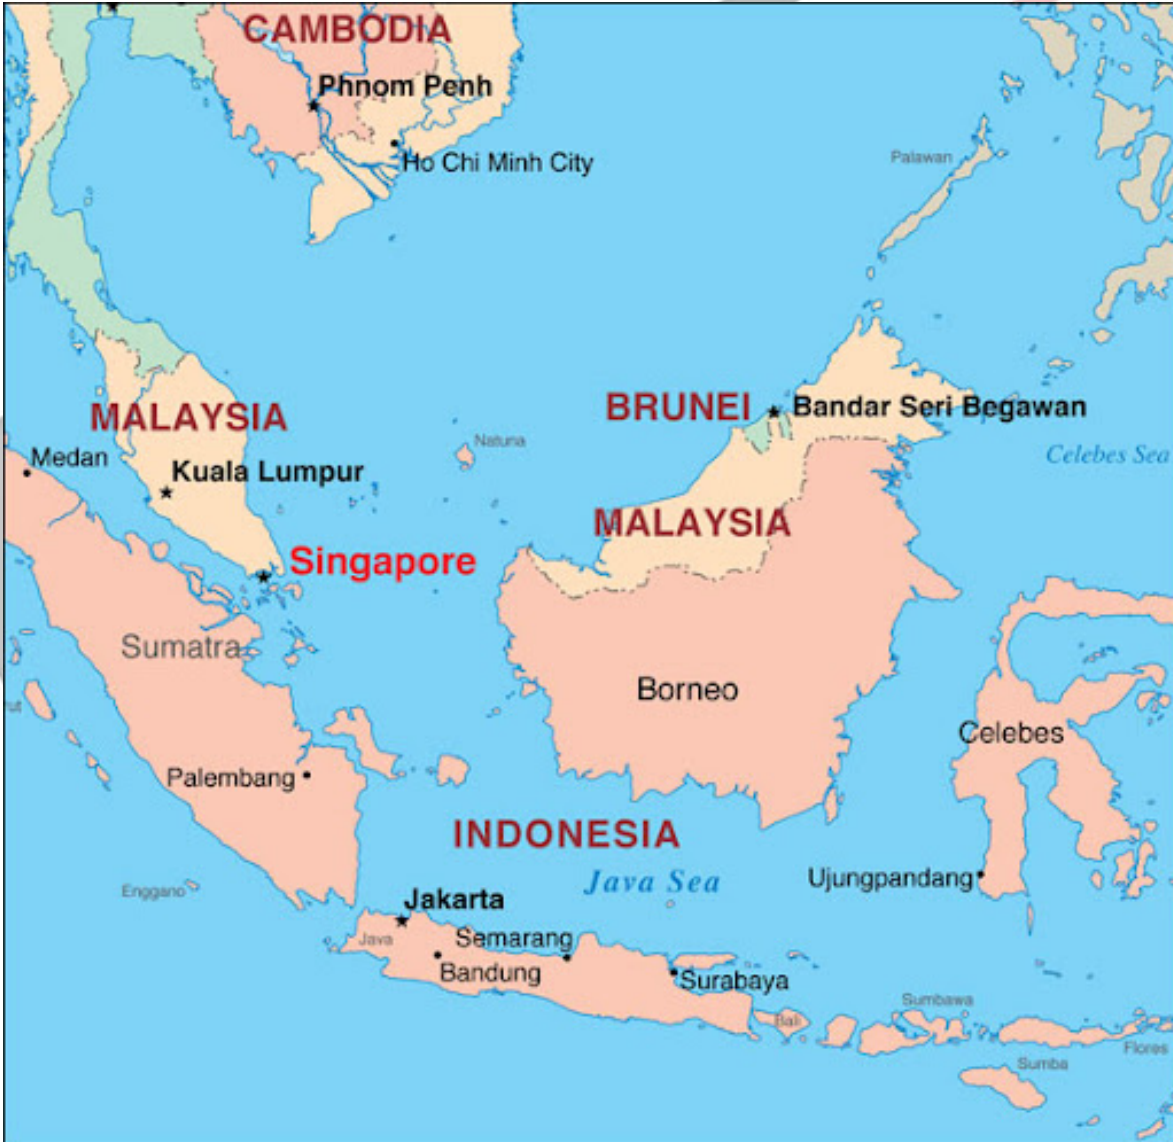 CAMBODIA
Phnom Penh
Ho Chi Minh City
Palawan
MALAYSIA
BRUNEI
Bandar Seri Begawan
Medan
Natuna
Celebes Sea
Kuala Lumpur
MALAYSIA
Singapore
Sumatra
Borneo
Celebes
Palembang
INDONESIA
Java Sea
Ujungpandang
Enggano
Jakarta
Java
Semarang
Bandung
Surabaya
Bali
Sumbawa
Flores
Sumba